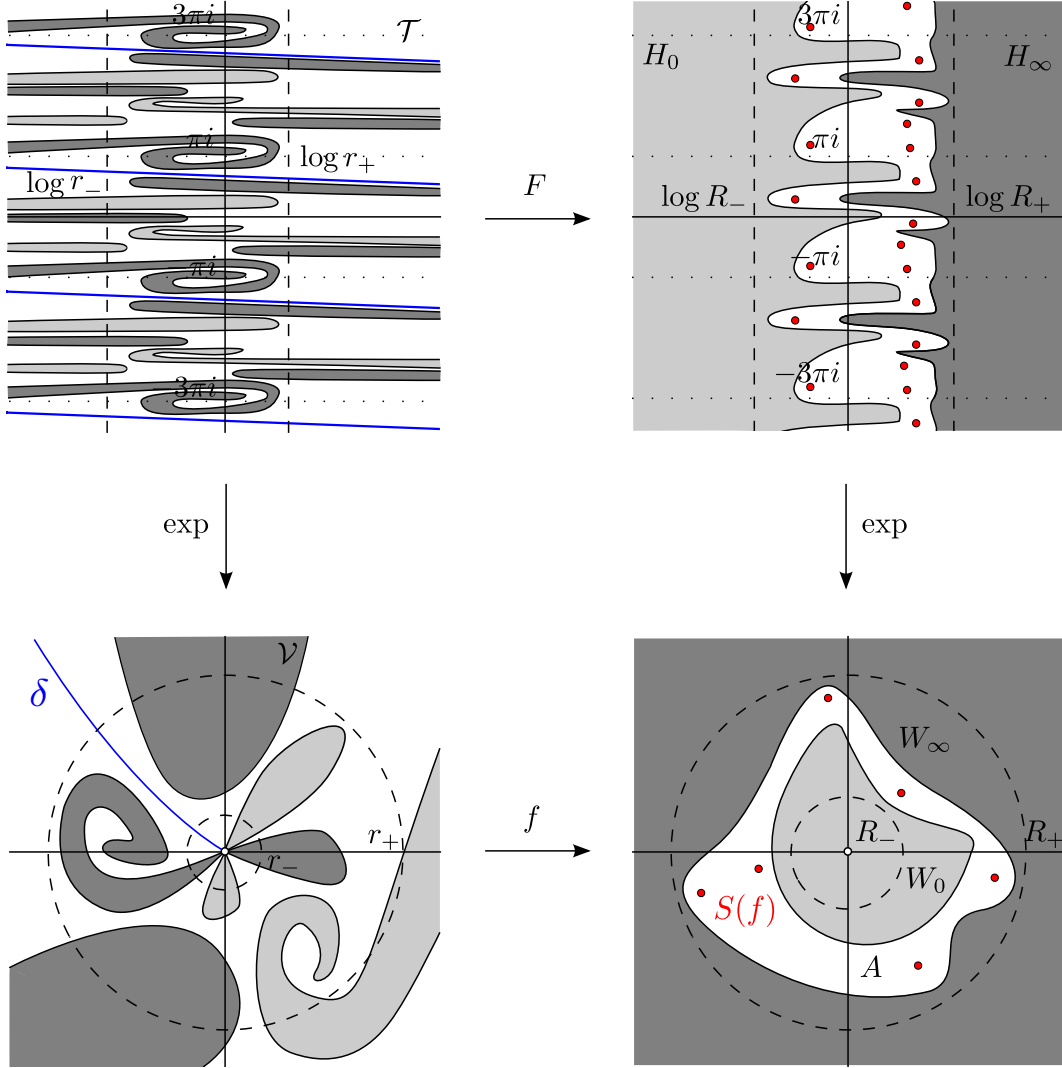 3πi
𝒯
πi
log r₊
log r₋
πi
−3πi
F
3πi
H₀
H∞
πi
log R₋
log R₊
−πi
−3πi
exp
exp
𝒱
δ
r₊
r₋
f
W∞
R₋
R₊
W₀
S(f)
A